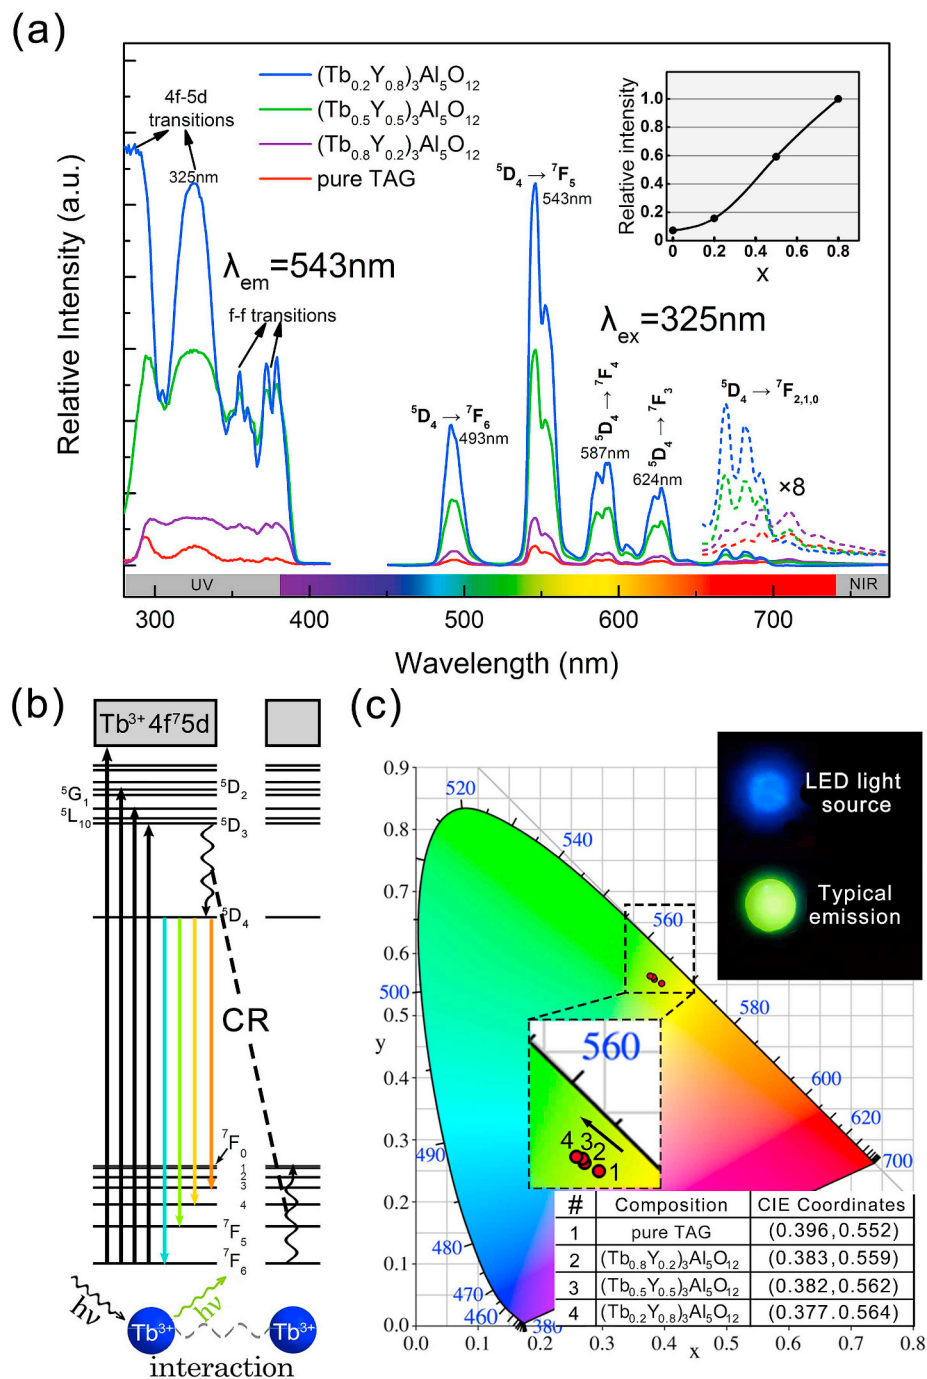 (a)
4f-5d
transitions
325nm
(Tb0.2Y0.8)3Al5O12
(Tb0.5Y0.5)3Al5O12
(Tb0.8Y0.2)3Al5O12
pure TAG
λem=543nm
f-f transitions
5D4 → 7F6
493nm
5D4 → 7F5
543nm
λex=325nm
5D4 → 7F4
587nm
5D4 → 7F3
624nm
5D4 → 7F2,1,0
×8
Relative intensity
1.0
0.8
0.6
0.4
0.2
0
0.0 0.2 0.4 0.6 0.8
X
Relative Intensity (a.u.)
UV
NIR
300 400 500 600 700
Wavelength (nm)
(b)
Tb3+ 4f75d
5G1
5L10
5D2
5D3
5D4
CR
7F0
1
2
3
4
7F5
7F6
hν
hν
Tb3+
Tb3+
interaction
(c)
LED light
source
Typical
emission
0.9
0.8
0.7
0.6
0.5
0.4
0.3
0.2
0.1
0.0
y
0.0 0.1 0.2 0.3 0.4 0.5 0.6 0.7 0.8
x
520
540
560
580
600
620
700
500
490
480
470
460
380
560
4 3 2 1
# Composition CIE Coordinates
1 pure TAG (0.396,0.552)
2 (Tb0.8Y0.2)3Al5O12 (0.383,0.559)
3 (Tb0.5Y0.5)3Al5O12 (0.382,0.562)
4 (Tb0.2Y0.8)3Al5O12 (0.377.0.564)